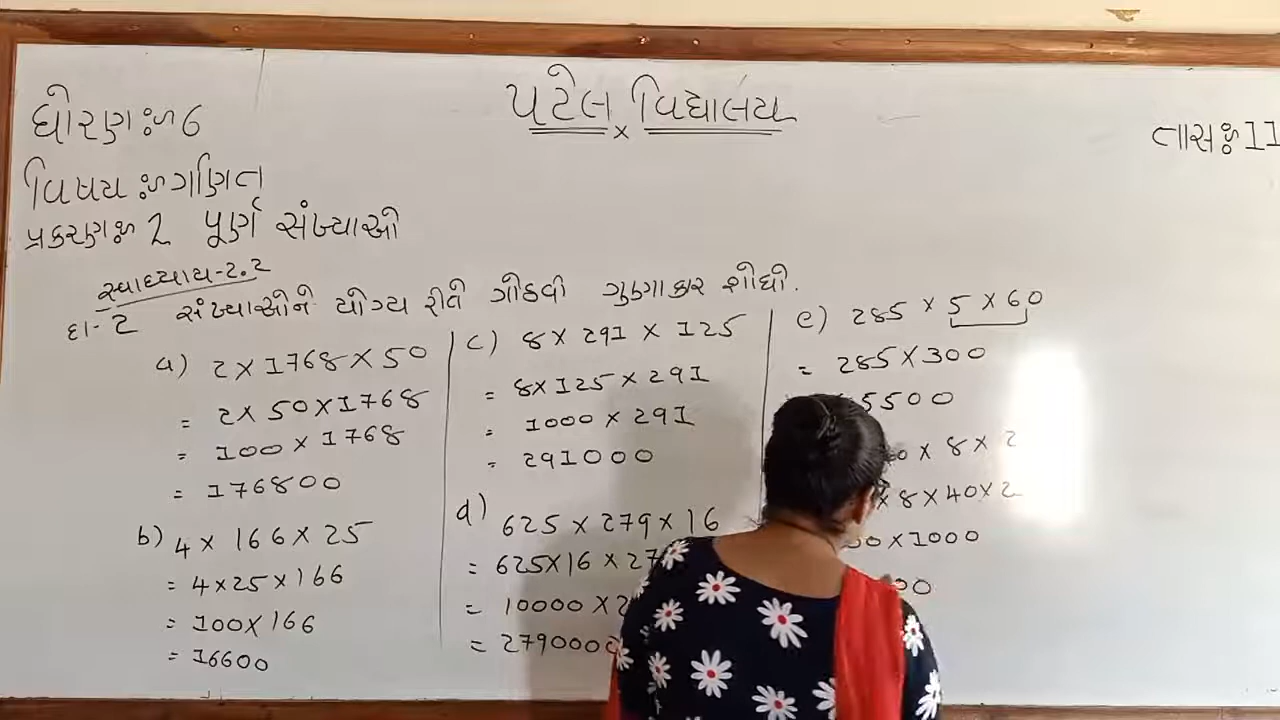 પટેલ x વિદ્યાલય
ધોરણ ઃ 6
તાસ ઃ 11
વિષય ઃ ગણિત
પ્રકરણ ઃ 2 પૂર્ણ સંખ્યાઓ
સ્વાધ્યાય-2.2
દા-2 સંખ્યાઓને યોગ્ય રીતે ગોઠવી ગુણાકાર શોધો.
a) 2 × 1768 × 50
= 2 × 50 × 1768
= 100 × 1768
= 176800
b) 4 × 166 × 25
= 4 × 25 × 166
= 100 × 166
= 16600
c) 8 × 291 × 125
= 8 × 125 × 291
= 1000 × 291
= 291000
d) 625 × 279 × 16
= 625 × 16 × 27
= 10000 × 2
= 2790000
e) 285 × 5 × 60
= 285 × 300
5500
0 × 8 × 2
× 8 × 40 × 2
0 × 1000
00